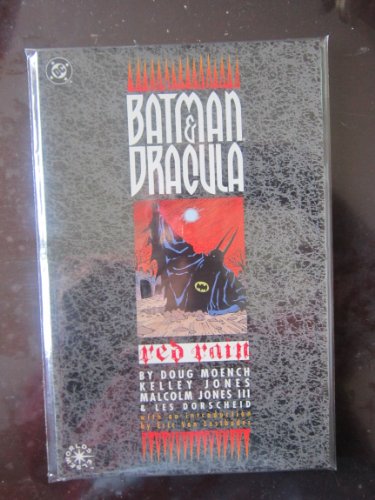 DC
BATMAN
&
DRACULA
red rain
BY DOUG MOENCH
KELLEY JONES
MALCOLM JONES III
& LES DORSCHEID
with an introduction
by Eric Van Lustbader